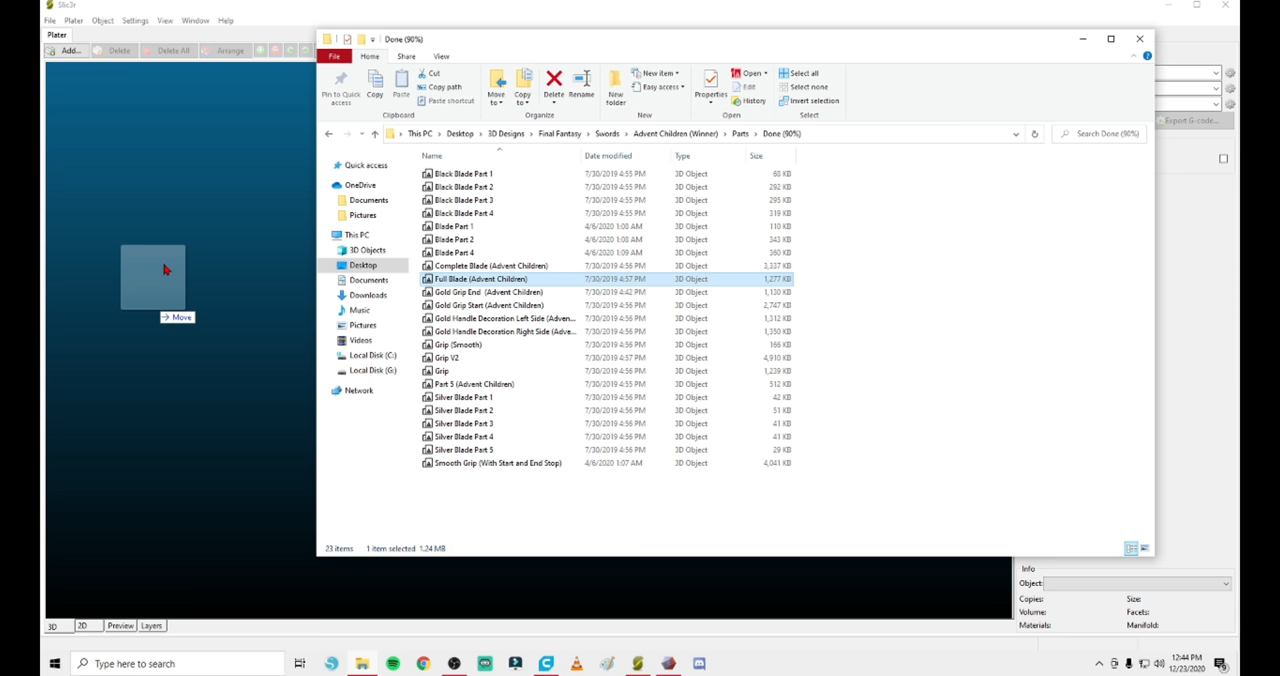 Slic3r
File Plater Object Settings View Window Help
Plater
Add... Delete Delete All Arrange
Export G-code...
Done (90%)
File Home Share View
Pin to Quick access Copy Paste Cut Copy path Paste shortcut
Move to Copy to Delete Rename New folder New item Easy access Properties Open Edit History Select all Select none Invert selection
Clipboard Organize New Open Select
This PC > Desktop > 3D Designs > Final Fantasy > Swords > Advent Children (Winner) > Parts > Done (90%)
Search Done (90%)
Quick access
OneDrive
Documents
Pictures
This PC
3D Objects
Desktop
Documents
Downloads
Music
Pictures
Videos
Local Disk (C:)
Local Disk (G:)
Network
Name Date modified Type Size
Black Blade Part 1 7/30/2019 4:55 PM 3D Object 68 KB
Black Blade Part 2 7/30/2019 4:55 PM 3D Object 292 KB
Black Blade Part 3 7/30/2019 4:55 PM 3D Object 295 KB
Black Blade Part 4 7/30/2019 4:55 PM 3D Object 319 KB
Blade Part 1 4/6/2020 1:08 AM 3D Object 110 KB
Blade Part 2 4/6/2020 1:08 AM 3D Object 343 KB
Blade Part 4 4/6/2020 1:09 AM 3D Object 360 KB
Complete Blade (Advent Children) 7/30/2019 4:56 PM 3D Object 3,337 KB
Full Blade (Advent Children) 7/30/2019 4:57 PM 3D Object 1,277 KB
Gold Grip End (Advent Children) 7/30/2019 4:42 PM 3D Object 1,130 KB
Gold Grip Start (Advent Children) 7/30/2019 4:56 PM 3D Object 2,747 KB
Gold Handle Decoration Left Side (Adven... 7/30/2019 4:56 PM 3D Object 1,312 KB
Gold Handle Decoration Right Side (Adve... 7/30/2019 4:56 PM 3D Object 1,350 KB
Grip (Smooth) 7/30/2019 4:56 PM 3D Object 166 KB
Grip V2 7/30/2019 4:57 PM 3D Object 4,910 KB
Grip 7/30/2019 4:56 PM 3D Object 1,239 KB
Part 5 (Advent Children) 7/30/2019 4:55 PM 3D Object 512 KB
Silver Blade Part 1 7/30/2019 4:56 PM 3D Object 42 KB
Silver Blade Part 2 7/30/2019 4:56 PM 3D Object 51 KB
Silver Blade Part 3 7/30/2019 4:56 PM 3D Object 41 KB
Silver Blade Part 4 7/30/2019 4:56 PM 3D Object 41 KB
Silver Blade Part 5 7/30/2019 4:56 PM 3D Object 29 KB
Smooth Grip (With Start and End Stop) 4/6/2020 1:07 AM 3D Object 4,041 KB
Move
23 items 1 item selected 1.24 MB
Info
Object:
Copies: Size:
Volume: Facets:
Materials: Manifold:
3D 2D Preview Layers
Type here to search
12:44 PM
12/23/2020